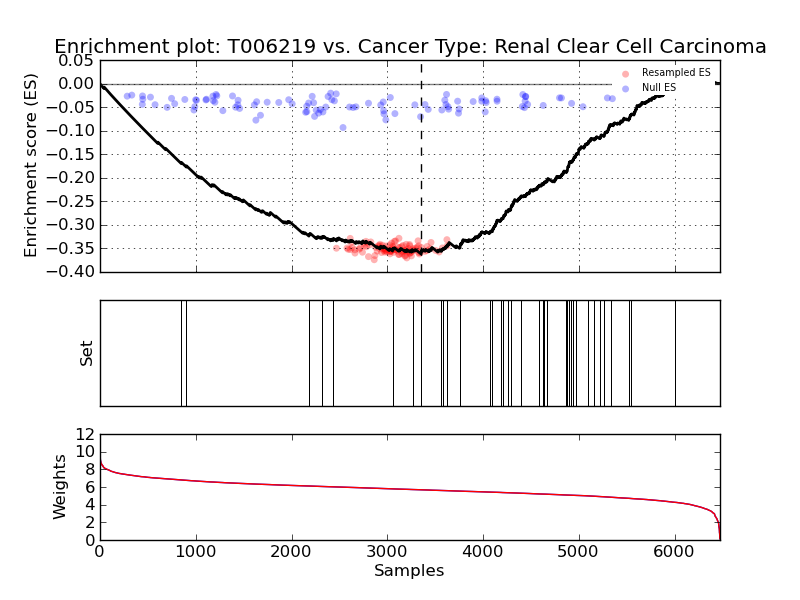 Enrichment plot: T006219 vs. Cancer Type: Renal Clear Cell Carcinoma
0.05
0.00
−0.05
−0.10
−0.15
−0.20
−0.25
−0.30
−0.35
−0.40
Enrichment score (ES)
Resampled ES
Null ES
Set
12
10
8
6
4
2
0
Weights
0 1000 2000 3000 4000 5000 6000
Samples